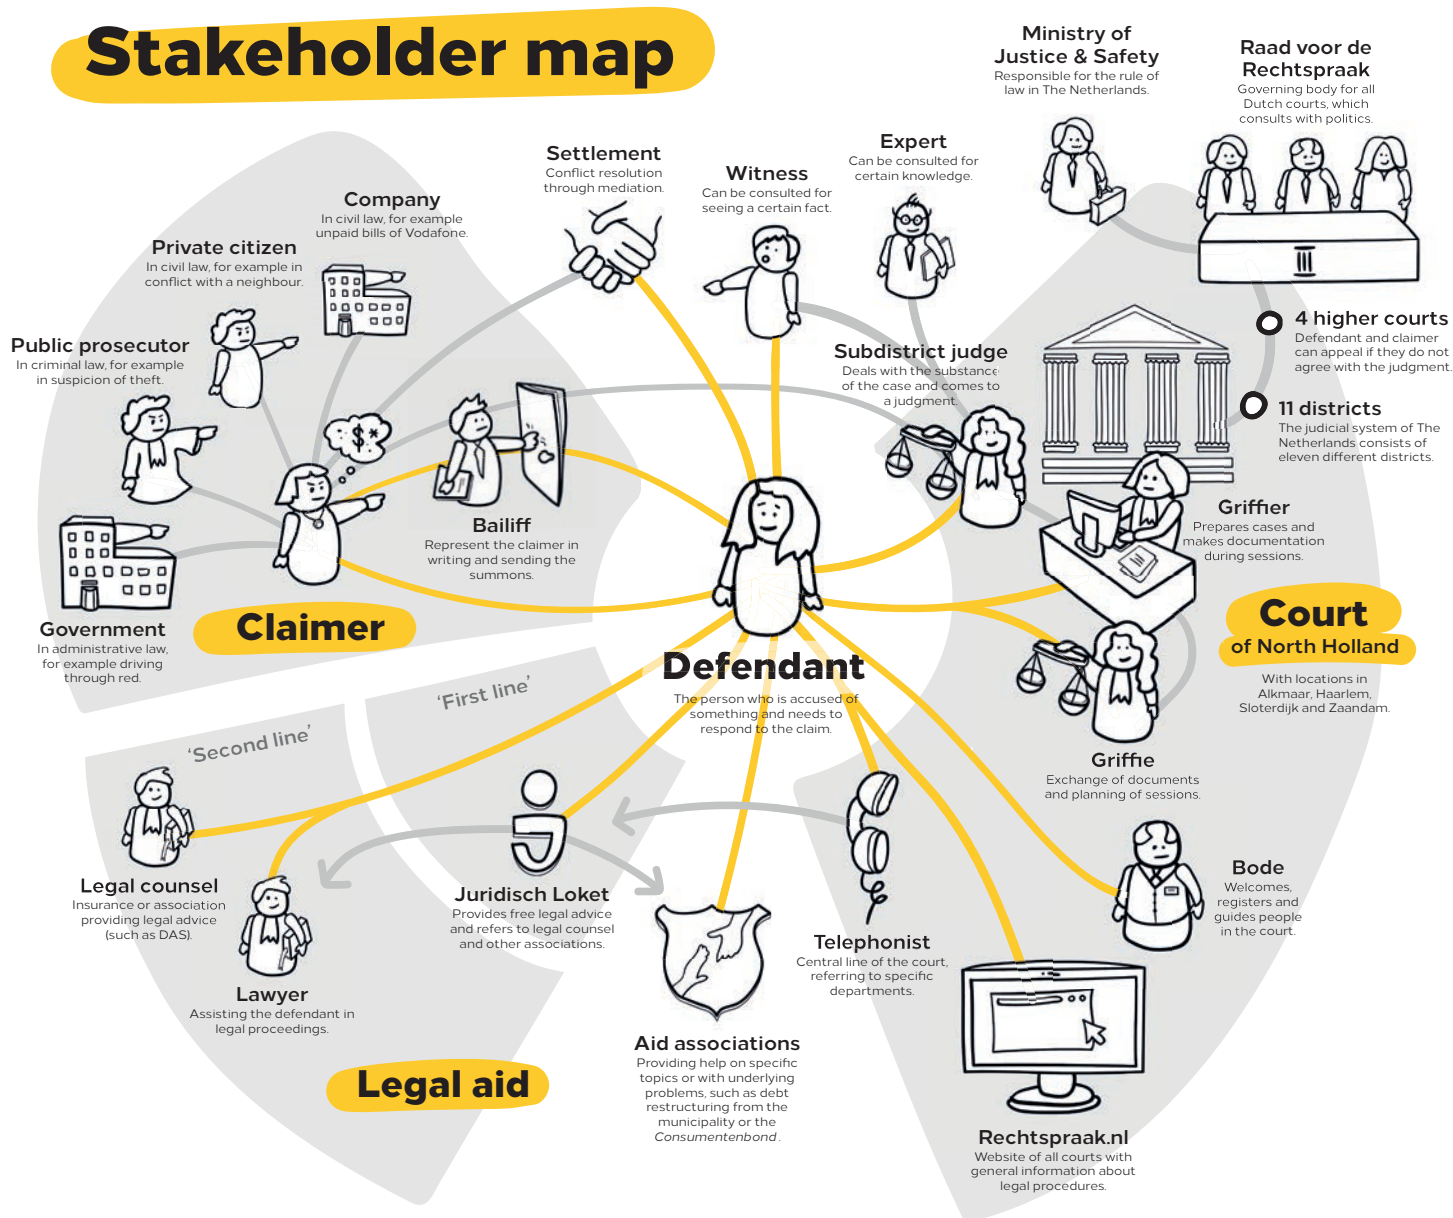 Stakeholder map
Ministry of
Justice & Safety
Responsible for the rule of
law in The Netherlands.
Raad voor de
Rechtspraak
Governing body for all
Dutch courts, which
consults with politics.
Settlement
Conflict resolution
through mediation.
Witness
Can be consulted for
seeing a certain fact.
Expert
Can be consulted for
certain knowledge.
Company
In civil law, for example
unpaid bills of Vodafone.
Private citizen
In civil law, for example in
conflict with a neighbour.
Public prosecutor
In criminal law, for example
in suspicion of theft.
$*
Subdistrict judge
Deals with the substance
of the case and comes to
a judgment.
4 higher courts
Defendant and claimer
can appeal if they do not
agree with the judgment.
11 districts
The judicial system of The
Netherlands consists of
eleven different districts.
Bailiff
Represent the claimer in
writing and sending the
summons.
Griffier
Prepares cases and
makes documentation
during sessions.
Government
In administrative law,
for example driving
through red.
Claimer
Court
of North Holland
With locations in
Alkmaar, Haarlem,
Sloterdijk and Zaandam.
Defendant
The person who is accused of
something and needs to
respond to the claim.
'First line'
'Second line'
Griffie
Exchange of documents
and planning of sessions.
Legal counsel
Insurance or association
providing legal advice
(such as DAS).
Juridisch Loket
Provides free legal advice
and refers to legal counsel
and other associations.
Bode
Welcomes,
registers and
guides people
in the court.
Telephonist
Central line of the court,
referring to specific
departments.
Lawyer
Assisting the defendant in
legal proceedings.
Aid associations
Providing help on specific
topics or with underlying
problems, such as debt
restructuring from the
municipality or the
Consumentenbond.
Legal aid
Rechtspraak.nl
Website of all courts with
general information about
legal procedures.